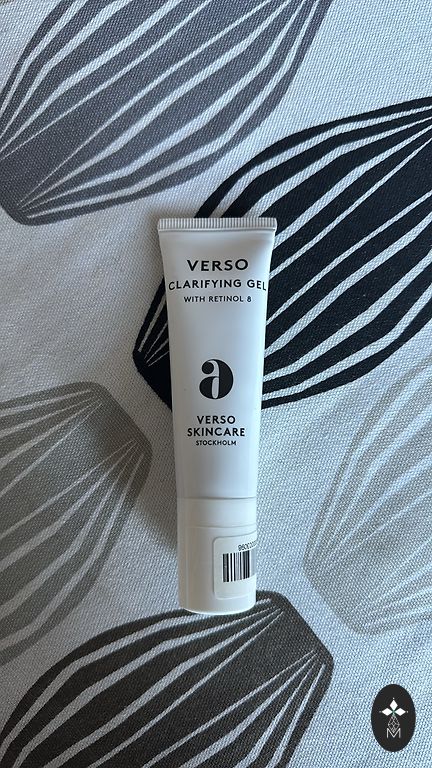 VERSO
CLARIFYING GEL
WITH RETINOL 8
a
VERSO
SKINCARE
STOCKHOLM